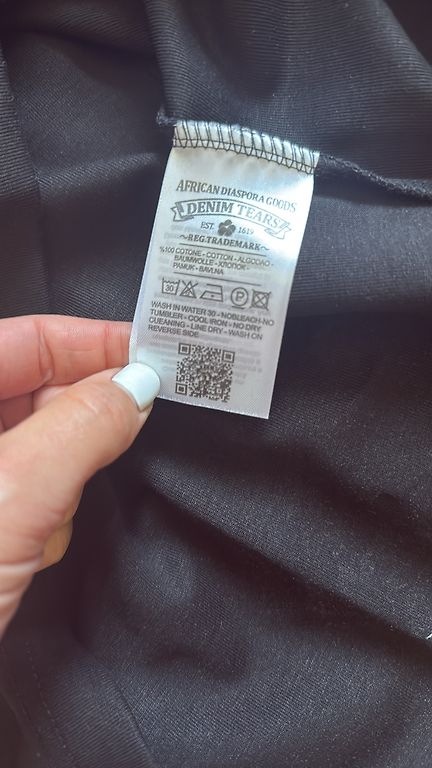 AFRICAN DIASPORA GOODS
DENIM TEARS
EST. 1619
~REG.TRADEMARK~
%100 COTONE - COTTON - ALGODAO -
BAUMWOLLE - ХЛОПОК -
PAMUK - BAVLNA
30 P
WASH IN WATER 30 - NOBLEACH-NO
TUMBLER - COOL IRON - NO DRY
CUEANING - LINE DRY - WASH ON
REVERSE SIDE